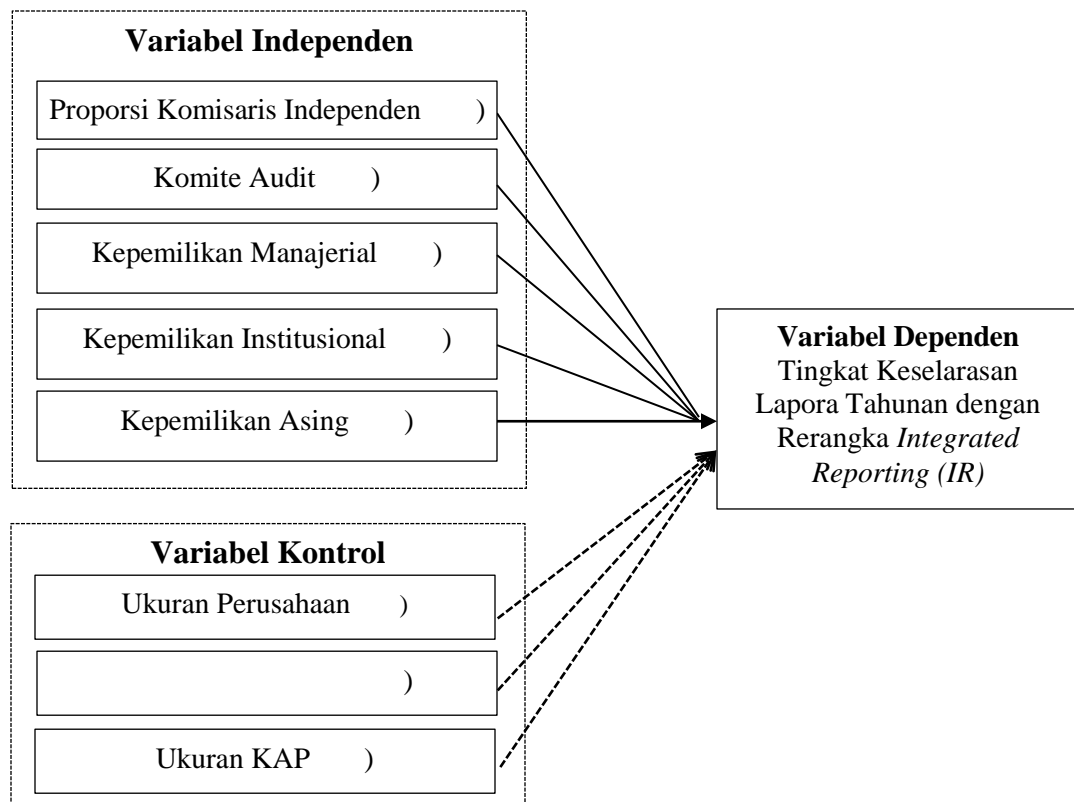 Variabel Independen
Proporsi Komisaris Independen )
Komite Audit )
Kepemilikan Manajerial )
Kepemilikan Institusional )
Kepemilikan Asing )
Variabel Dependen
Tingkat Keselarasan
Lapora Tahunan dengan
Rerangka Integrated
Reporting (IR)
Variabel Kontrol
Ukuran Perusahaan )
)
Ukuran KAP )